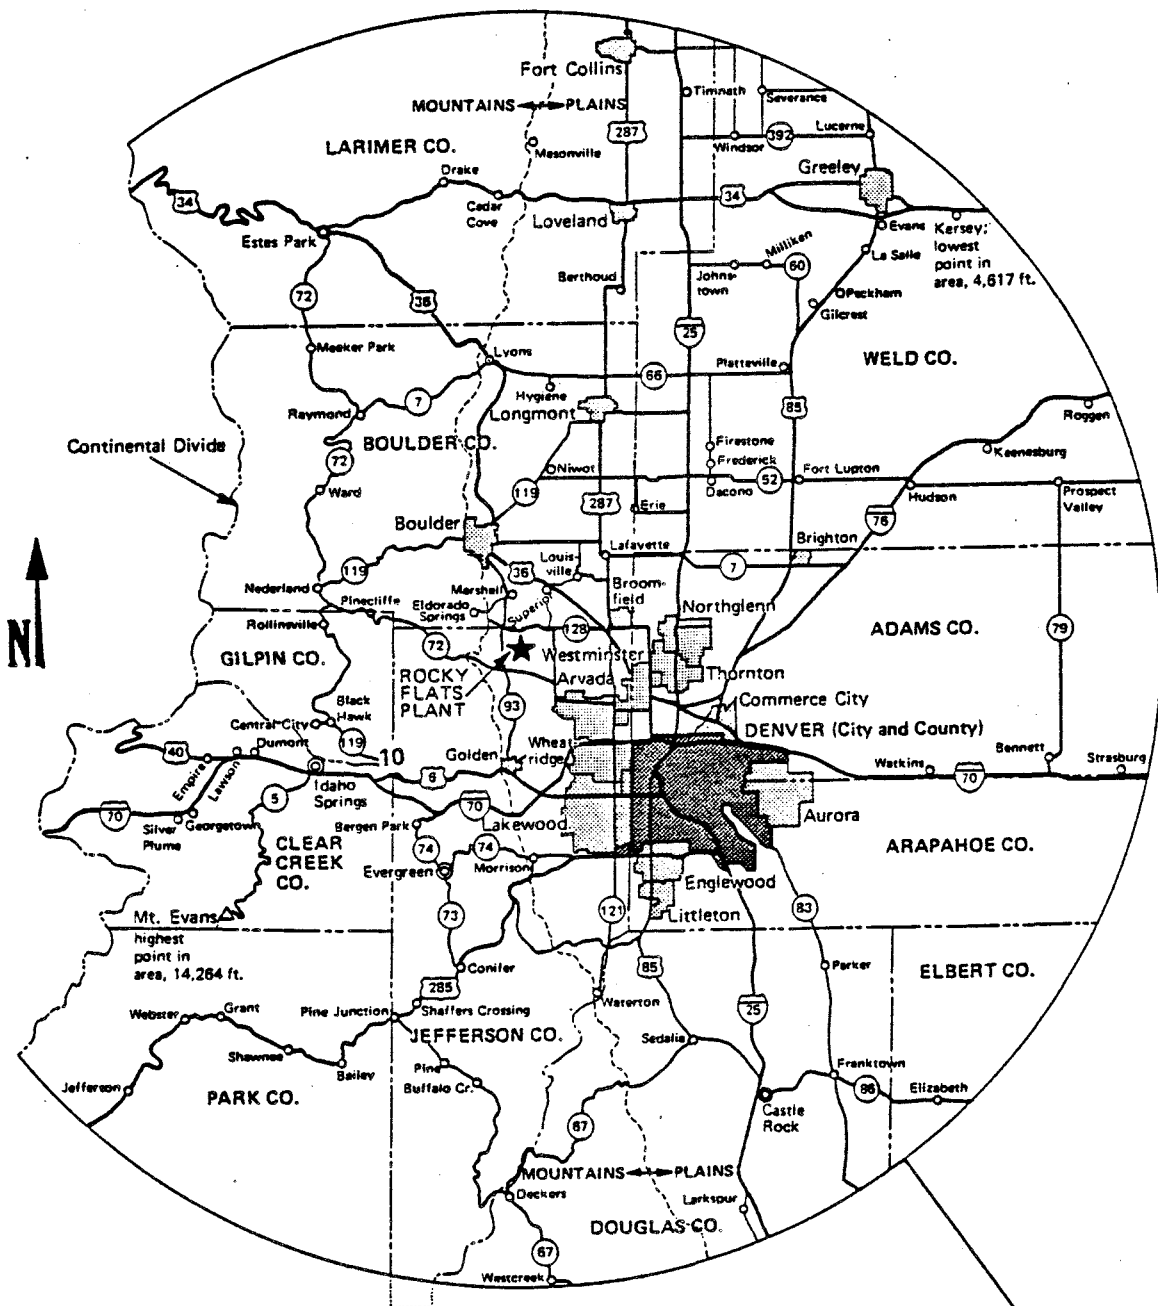 Fort Collins
Timnath
Severance
MOUNTAINS
PLAINS
287
392
Lucerne
Windsor
LARIMER CO.
Masonville
Greeley
Drake
34
34
Cedar
Cove
Loveland
Evans
Kersey;
lowest
point in
area, 4,617 ft.
Estes Park
Milliken
La Salle
Berthoud
Johns-
town
60
72
36
Peckham
Gilcrest
25
Meeker Park
Lyons
WELD CO.
Platteville
66
Hygiene
7
Longmont
85
Raymond
Roggen
Continental Divide
BOULDER CO.
Firestone
Keenesburg
72
Niwot
Frederick
Fort Lupton
52
Ward
119
287
Dacono
Hudson
Prospect
Valley
Erie
Boulder
76
Brighton
Lafayette
Louis-
ville
119
36
7
Nederland
Marshall
Broom-
field
Pinecliffe
Eldorado
Springs
Superior
Northglenn
N
Rollinsville
128
ADAMS CO.
79
GILPIN CO.
72
Westminster
ROCKY
FLATS
PLANT
Arvada
Thornton
Black
Hawk
93
Commerce City
Central City
DENVER (City and County)
119
10
Golden
Wheat
ridge
40
Dumont
Bennett
Strasburg
Empire
Lawson
6
Watkins
70
Idaho
Springs
5
70
70
Silver
Plume
Georgetown
Bergen Park
Lakewood
Aurora
CLEAR
CREEK
CO.
74
74
ARAPAHOE CO.
Evergreen
Morrison
Englewood
Mt. Evans
highest
point in
area, 14,264 ft.
73
121
Littleton
83
Conifer
85
Parker
ELBERT CO.
285
Waterton
Webster
Grant
Pine Junction
Shaffers Crossing
25
JEFFERSON CO.
Sedalia
Shawnee
Bailey
Pine
Franktown
Jefferson
Buffalo Cr.
86
Elizabeth
PARK CO.
Castle
Rock
67
MOUNTAINS
PLAINS
Deckers
Larkspur
DOUGLAS CO.
67
Westcreek